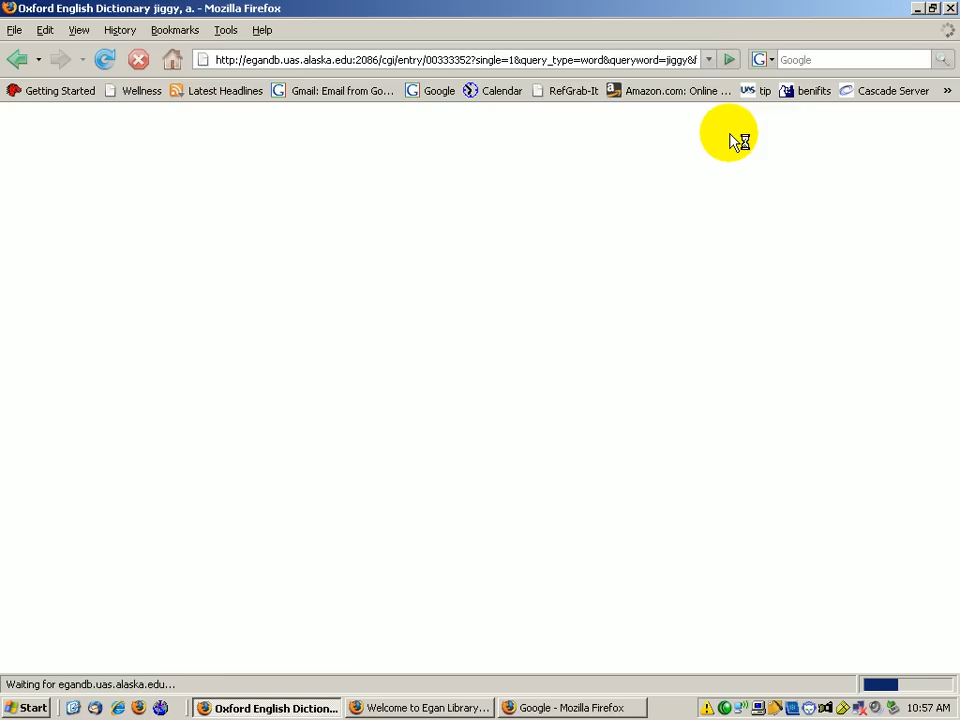 Oxford English Dictionary jiggy, a. - Mozilla Firefox
File Edit View History Bookmarks Tools Help
http://egandb.uas.alaska.edu:2086/cgi/entry/00333352?single=1&query_type=word&queryword=jiggy&f Google
Getting Started Wellness Latest Headlines Gmail: Email from Go... Google Calendar RefGrab-It Amazon.com: Online ... UAS tip benifits Cascade Server »
Waiting for egandb.uas.alaska.edu...
Start Oxford English Diction... Welcome to Egan Library... Google - Mozilla Firefox 10:57 AM